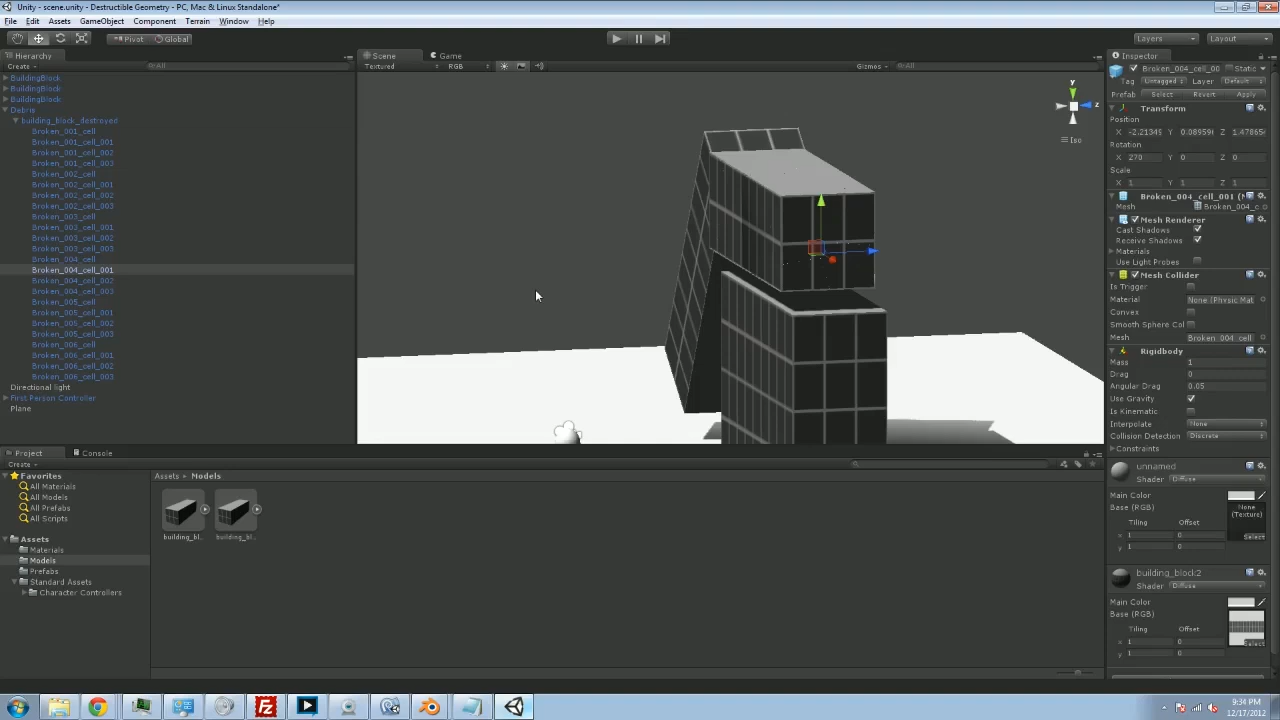 Unity - scene.unity - Destructible Geometry - PC, Mac & Linux Standalone*
File Edit Assets GameObject Component Terrain Window Help
Pivot Global Layers Layout
Hierarchy
Create All
BuildingBlock
BuildingBlock
BuildingBlock
Debris
building_block_destroyed
Broken_001_cell
Broken_001_cell_001
Broken_001_cell_002
Broken_001_cell_003
Broken_002_cell
Broken_002_cell_001
Broken_002_cell_002
Broken_002_cell_003
Broken_003_cell
Broken_003_cell_001
Broken_003_cell_002
Broken_003_cell_003
Broken_004_cell
Broken_004_cell_001
Broken_004_cell_002
Broken_004_cell_003
Broken_005_cell
Broken_005_cell_001
Broken_005_cell_002
Broken_005_cell_003
Broken_006_cell
Broken_006_cell_001
Broken_006_cell_002
Broken_006_cell_003
Directional light
First Person Controller
Plane
Scene Game
Textured RGB Gizmos All
y
z
Iso
Inspector
Broken_004_cell_00 Static
Tag Untagged Layer Default
Prefab Select Revert Apply
Transform
Position
X -2.21349 Y 0.08959 Z 1.47865
Rotation
X 270 Y 0 Z 0
Scale
X 1 Y 1 Z 1
Broken_004_cell_001 (M
Mesh Broken_004_c
Mesh Renderer
Cast Shadows
Receive Shadows
Materials
Use Light Probes
Mesh Collider
Is Trigger
Material None (Physic Mat
Convex
Smooth Sphere Col
Mesh Broken_004_cell
Rigidbody
Mass 1
Drag 0
Angular Drag 0.05
Use Gravity
Is Kinematic
Interpolate None
Collision Detection Discrete
Constraints
unnamed
Shader Diffuse
Main Color
Base (RGB) None (Texture)
Tiling Offset
x 1 0
y 1 0
Select
building_block:2
Shader Diffuse
Main Color
Base (RGB)
Tiling Offset
x 1 0
y 1 0
Select
Project Console
Create
Favorites
All Materials
All Models
All Prefabs
All Scripts
Assets
Materials
Models
Prefabs
Standard Assets
Character Controllers
Assets Models
building_bl... building_bl...
9:34 PM
12/17/2012